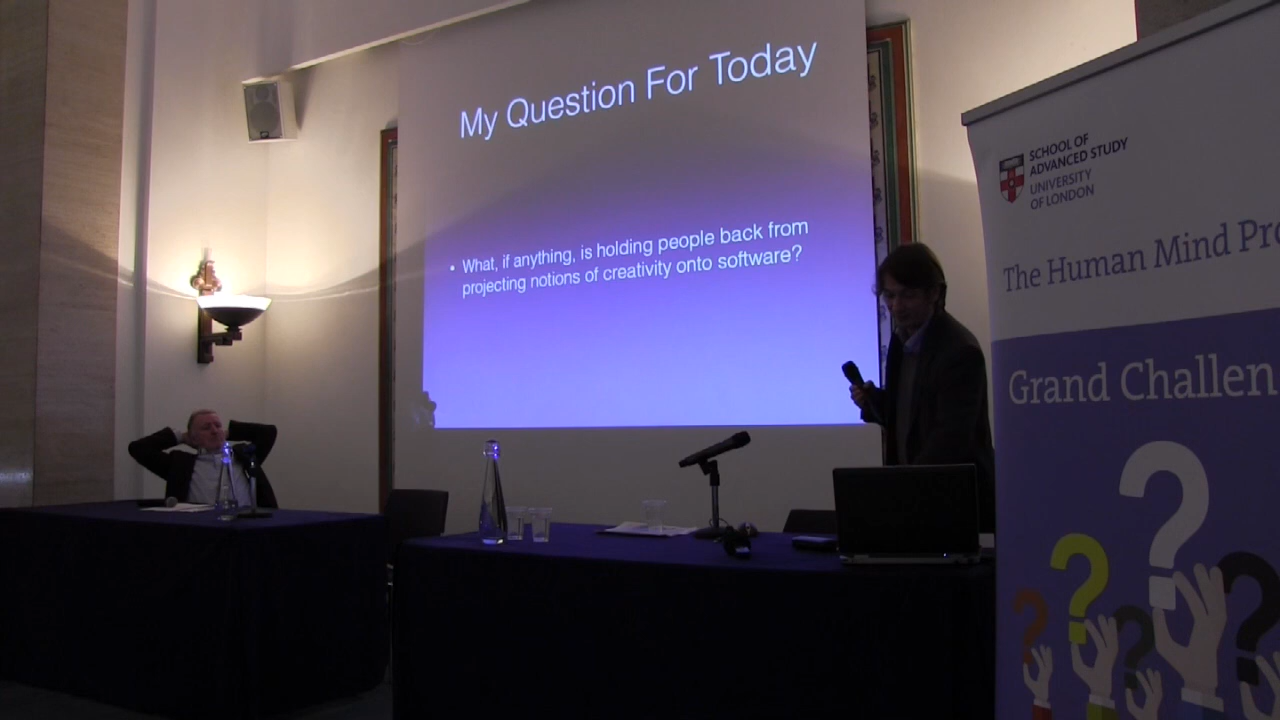 My Question For Today
• What, if anything, is holding people back from
projecting notions of creativity onto software?
SCHOOL OF
ADVANCED STUDY
UNIVERSITY
OF LONDON
The Human Mind Pro
Grand Challen
? ? ? ? ? ?